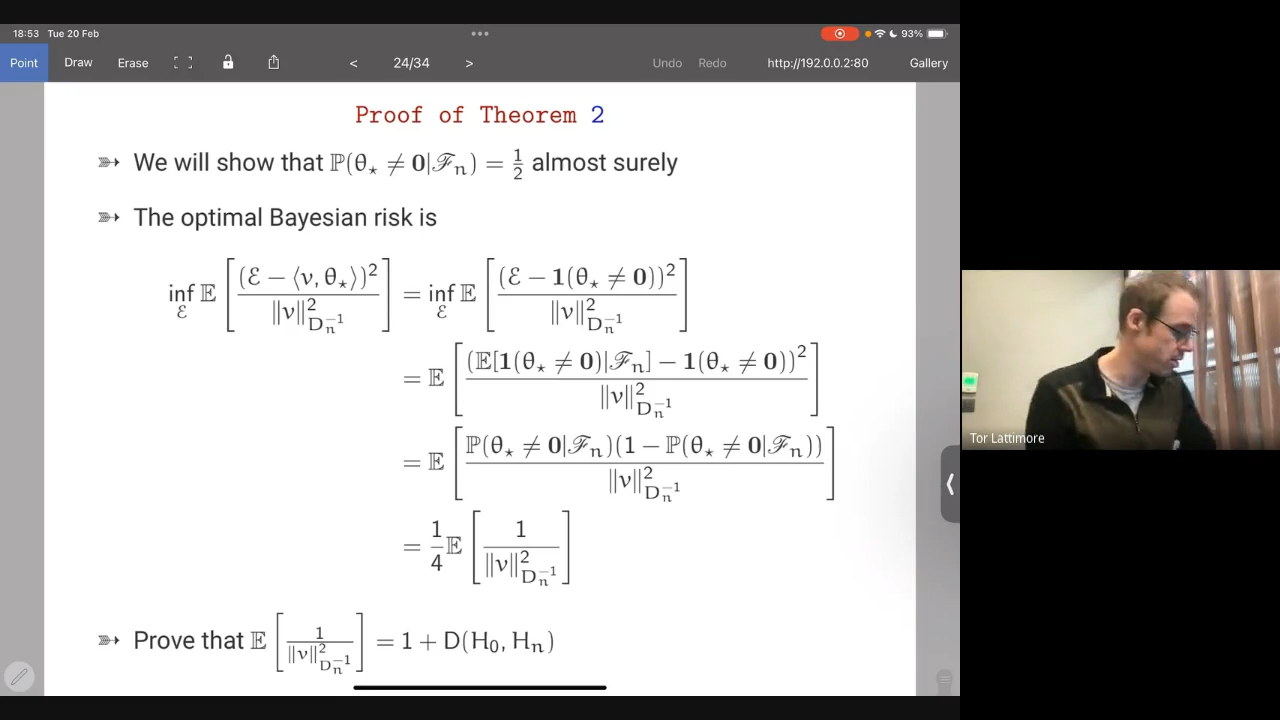 18:53 Tue 20 Feb 93%
Point Draw Erase < 24/34 > Undo Redo http://192.0.0.2:80 Gallery
Proof of Theorem 2
➳ We will show that ℙ(θ⋆ ≠ 𝟎|ℱₙ) = 1/2 almost surely
➳ The optimal Bayesian risk is
inf_ℰ 𝔼 [ (ℰ − ⟨ν, θ⋆⟩)² / ‖ν‖²_{Dₙ⁻¹} ] = inf_ℰ 𝔼 [ (ℰ − 𝟏(θ⋆ ≠ 𝟎))² / ‖ν‖²_{Dₙ⁻¹} ]
= 𝔼 [ (𝔼[𝟏(θ⋆ ≠ 𝟎)|ℱₙ] − 𝟏(θ⋆ ≠ 𝟎))² / ‖ν‖²_{Dₙ⁻¹} ]
= 𝔼 [ ℙ(θ⋆ ≠ 𝟎|ℱₙ)(1 − ℙ(θ⋆ ≠ 𝟎|ℱₙ)) / ‖ν‖²_{Dₙ⁻¹} ]
= 1/4 𝔼 [ 1 / ‖ν‖²_{Dₙ⁻¹} ]
➳ Prove that 𝔼 [ 1 / ‖ν‖²_{Dₙ⁻¹} ] = 1 + D(H₀, Hₙ)
Tor Lattimore